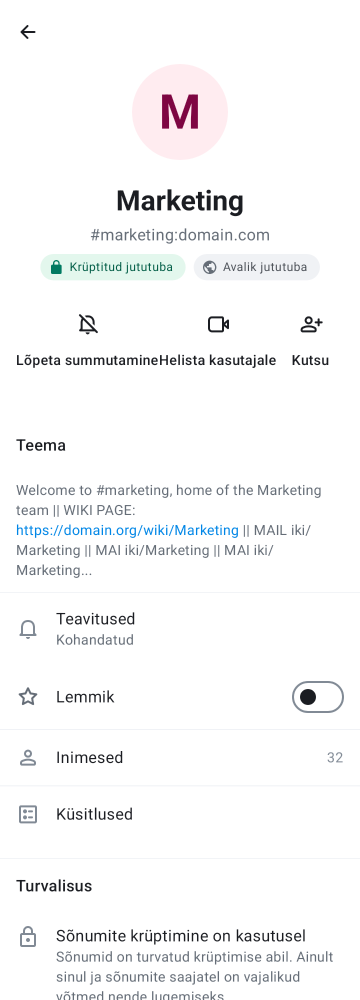 M
Marketing
#marketing:domain.com
Krüptitud jututuba
Avalik jututuba
Lõpeta summutamine
Helista kasutajale
Kutsu
Teema
Welcome to #marketing, home of the Marketing
team || WIKI PAGE:
https://domain.org/wiki/Marketing || MAIL iki/
Marketing || MAI iki/Marketing || MAI iki/
Marketing...
Teavitused
Kohandatud
Lemmik
Inimesed 32
Küsitlused
Turvalisus
Sõnumite krüptimine on kasutusel
Sõnumid on turvatud krüptimise abil. Ainult
sinul ja sõnumite saajatel on vajalikud
võtmed nende lugemiseks